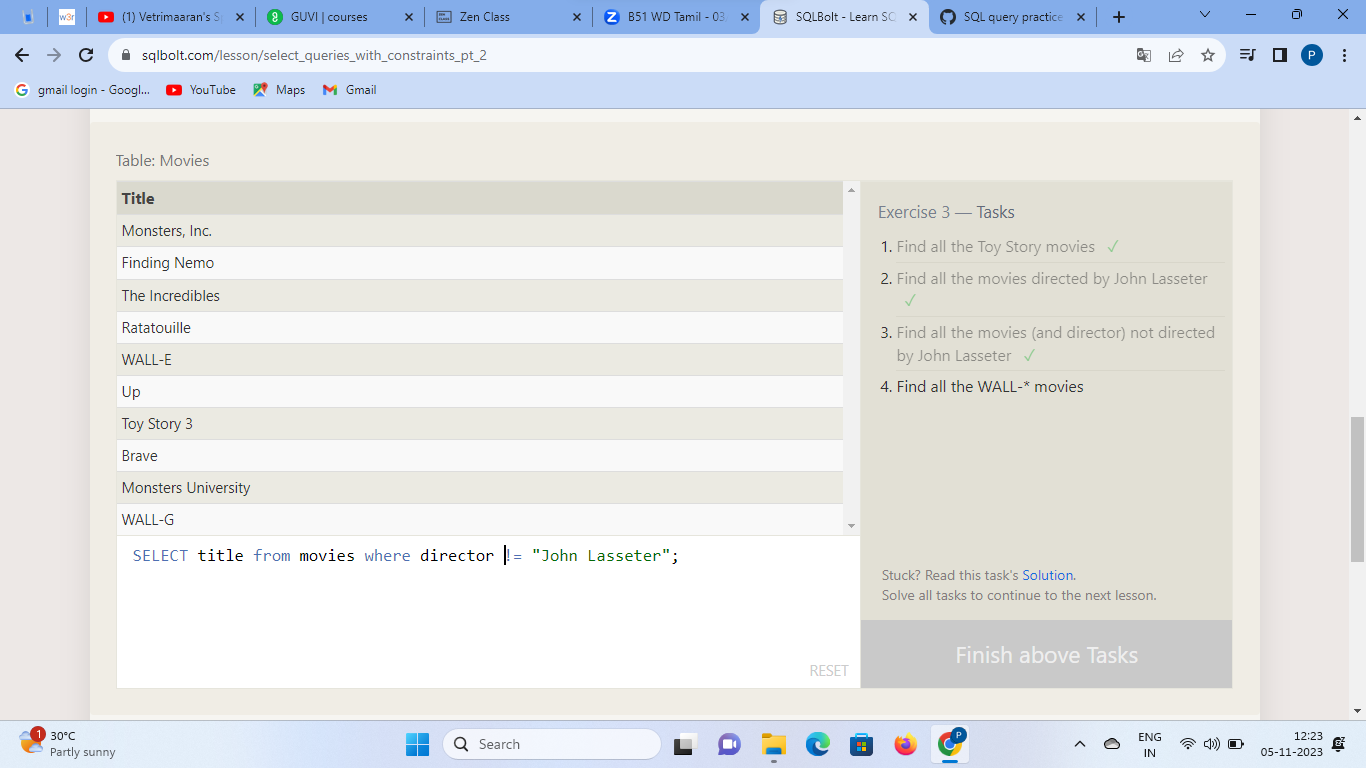 (1) Vetrimaaran's S
GUVI | courses
Zen Class
B51 WD Tamil - 03
SQLBolt - Learn SQ
SQL query practice
sqlbolt.com/lesson/select_queries_with_constraints_pt_2
P
gmail login - Googl...
YouTube
Maps
Gmail
Table: Movies
Title
Monsters, Inc.
Finding Nemo
The Incredibles
Ratatouille
WALL-E
Up
Toy Story 3
Brave
Monsters University
WALL-G
SELECT title from movies where director != "John Lasseter";
RESET
Exercise 3 — Tasks
1. Find all the Toy Story movies ✓
2. Find all the movies directed by John Lasseter
✓
3. Find all the movies (and director) not directed
by John Lasseter ✓
4. Find all the WALL-* movies
Stuck? Read this task's Solution.
Solve all tasks to continue to the next lesson.
Finish above Tasks
1
30°C
Partly sunny
Search
P
ENG
IN
12:23
05-11-2023